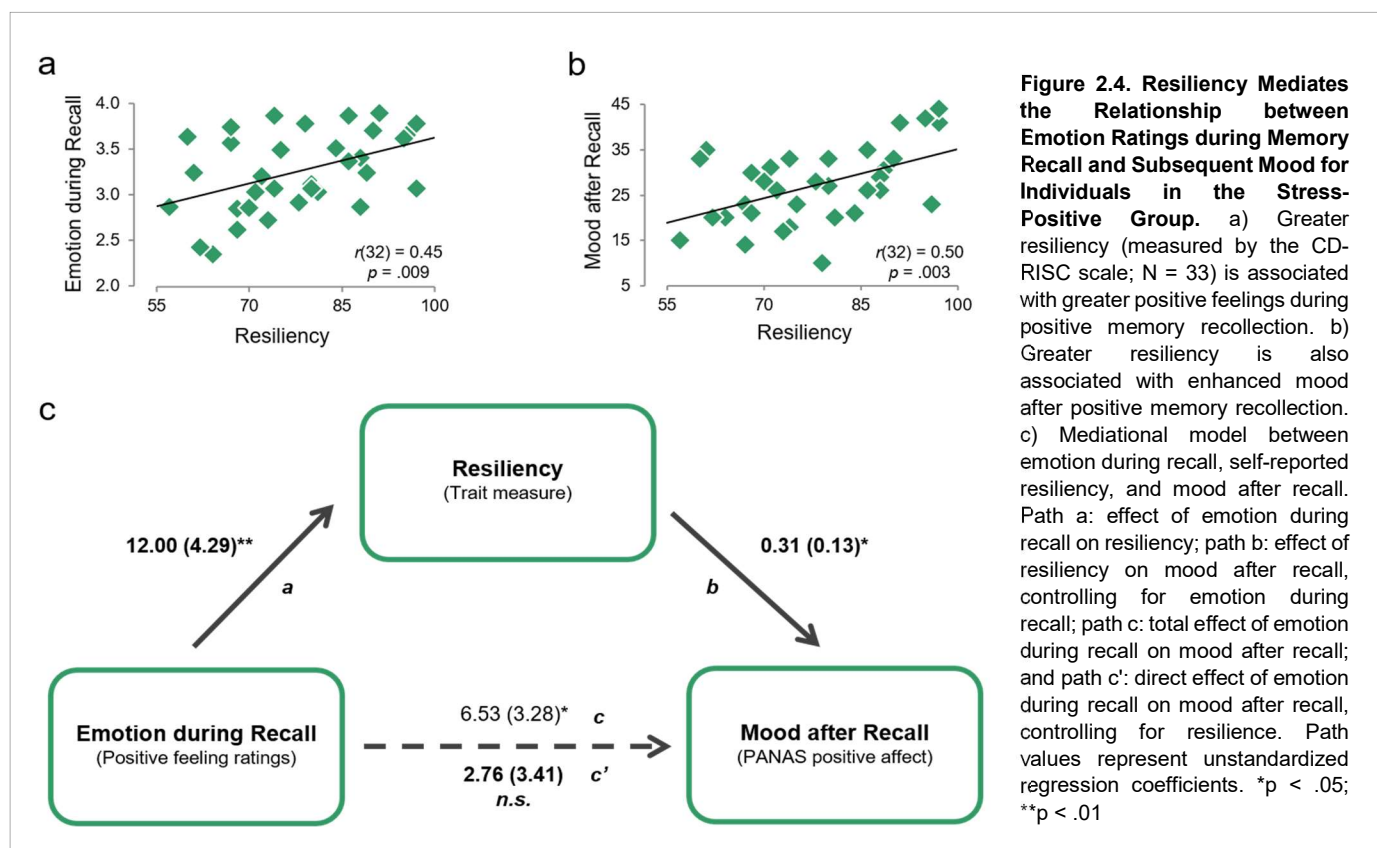 a
4.0
3.5
3.0
2.5
2.0
Emotion during Recall
r(32) = 0.45
p = .009
55
70
85
100
Resiliency
b
45
35
25
15
5
Mood after Recall
r(32) = 0.50
p = .003
55
70
85
100
Resiliency
c
Resiliency
(Trait measure)
12.00 (4.29)**
a
0.31 (0.13)*
b
Emotion during Recall
(Positive feeling ratings)
6.53 (3.28)* c
2.76 (3.41) c'
n.s.
Mood after Recall
(PANAS positive affect)
Figure 2.4. Resiliency Mediates
the Relationship between
Emotion Ratings during Memory
Recall and Subsequent Mood for
Individuals in the Stress-
Positive Group. a) Greater
resiliency (measured by the CD-
RISC scale; N = 33) is associated
with greater positive feelings during
positive memory recollection. b)
Greater resiliency is also
associated with enhanced mood
after positive memory recollection.
c) Mediational model between
emotion during recall, self-reported
resiliency, and mood after recall.
Path a: effect of emotion during
recall on resiliency; path b: effect of
resiliency on mood after recall,
controlling for emotion during
recall; path c: total effect of emotion
during recall on mood after recall;
and path c': direct effect of emotion
during recall on mood after recall,
controlling for resilience. Path
values represent unstandardized
regression coefficients. *p < .05;
**p < .01